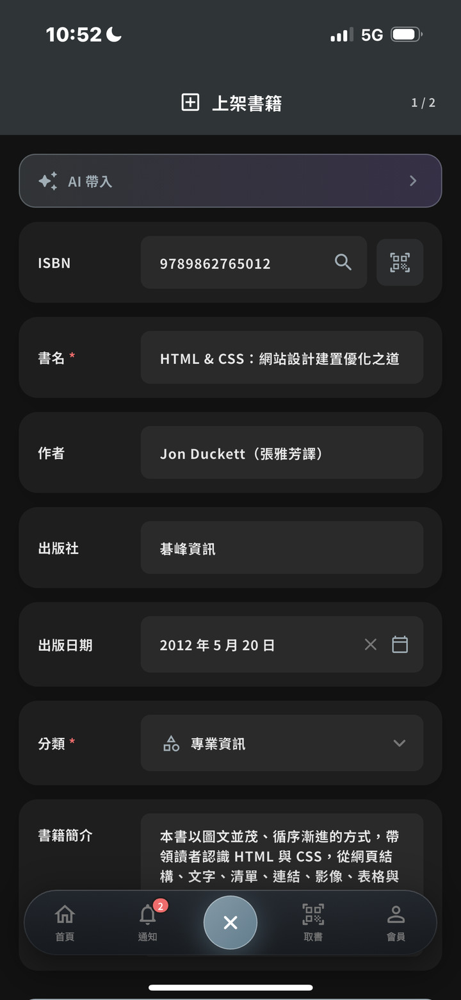 10:52
5G
上架書籍
1 / 2
AI 帶入
ISBN
9789862765012
書名 *
HTML & CSS：網站設計建置優化之道
作者
Jon Duckett（張雅芳譯）
出版社
碁峰資訊
出版日期
2012 年 5 月 20 日
分類 *
專業資訊
書籍簡介
本書以圖文並茂、循序漸進的方式，帶
領讀者認識 HTML 與 CSS，從網頁結
構、文字、清單、連結、影像、表格與
首頁
2
通知
取書
會員